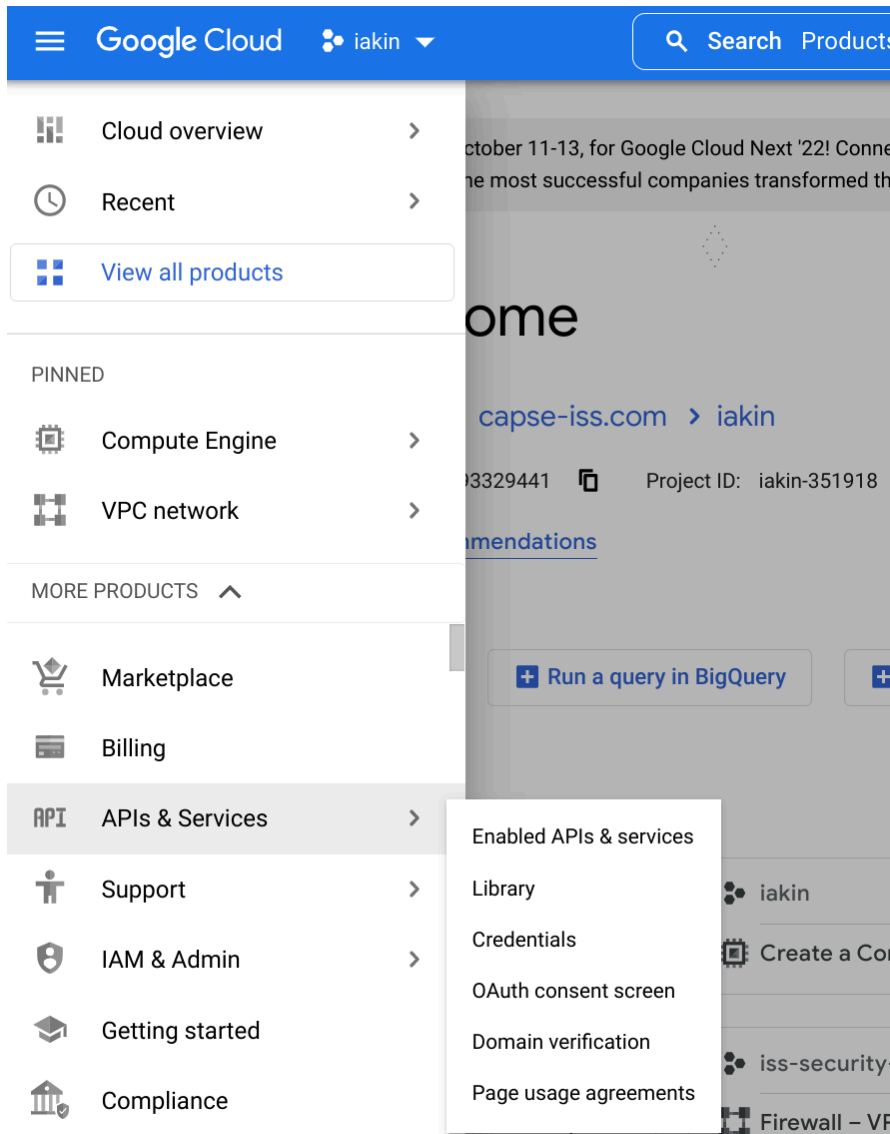 Google Cloud iakin Search Products
Cloud overview
Recent
View all products
PINNED
Compute Engine
VPC network
MORE PRODUCTS
Marketplace
Billing
API APIs & Services
Support
IAM & Admin
Getting started
Compliance
Enabled APIs & services
Library
Credentials
OAuth consent screen
Domain verification
Page usage agreements
ctober 11-13, for Google Cloud Next '22! Conne
he most successful companies transformed th
ome
capse-iss.com > iakin
93329441 Project ID: iakin-351918
mmendations
Run a query in BigQuery
iakin
Create a Co
iss-security-
Firewall – VP